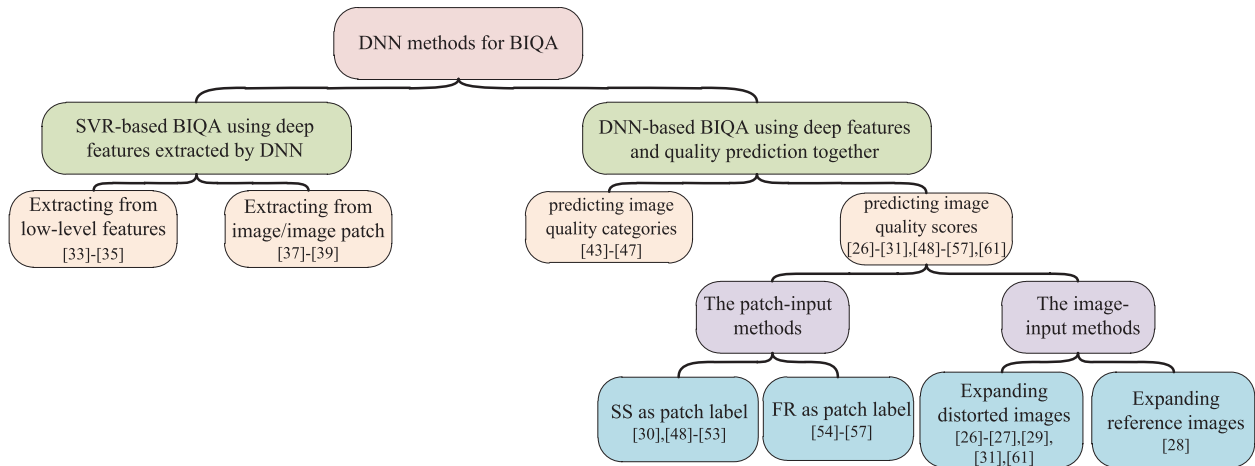 DNN methods for BIQA
SVR-based BIQA using deep
features extracted by DNN
DNN-based BIQA using deep features
and quality prediction together
Extracting from
low-level features
[33]-[35]
Extracting from
image/image patch
[37]-[39]
predicting image
quality categories
[43]-[47]
predicting image
quality scores
[26]-[31],[48]-[57],[61]
The patch-input
methods
The image-
input methods
SS as patch label
[30],[48]-[53]
FR as patch label
[54]-[57]
Expanding
distorted images
[26]-[27],[29],
[31],[61]
Expanding
reference images
[28]